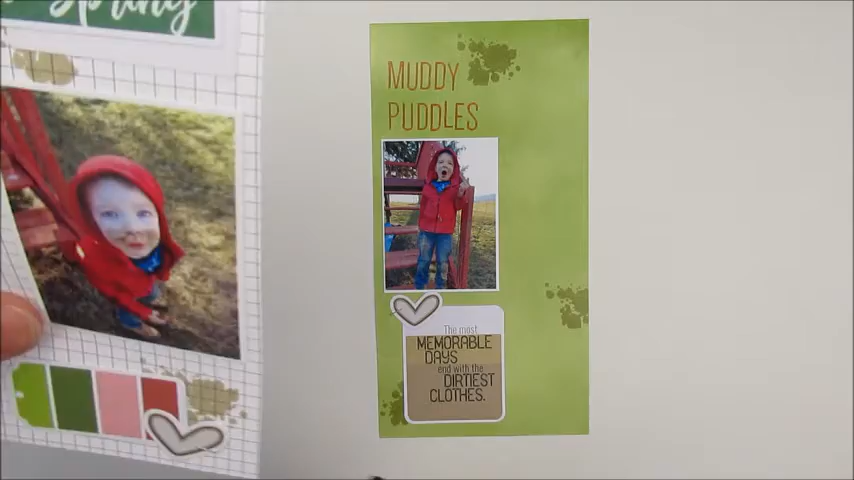 Spring
MUDDY
PUDDLES
The most
MEMORABLE
DAYS
end with the
DIRTIEST
CLOTHES.